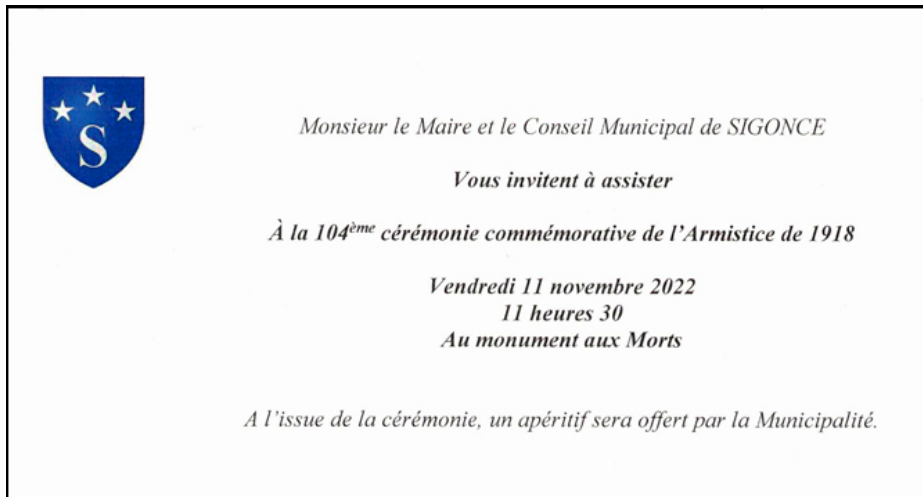 S
Monsieur le Maire et le Conseil Municipal de SIGONCE
Vous invitent à assister
À la 104ème cérémonie commémorative de l'Armistice de 1918
Vendredi 11 novembre 2022
11 heures 30
Au monument aux Morts
A l'issue de la cérémonie, un apéritif sera offert par la Municipalité.